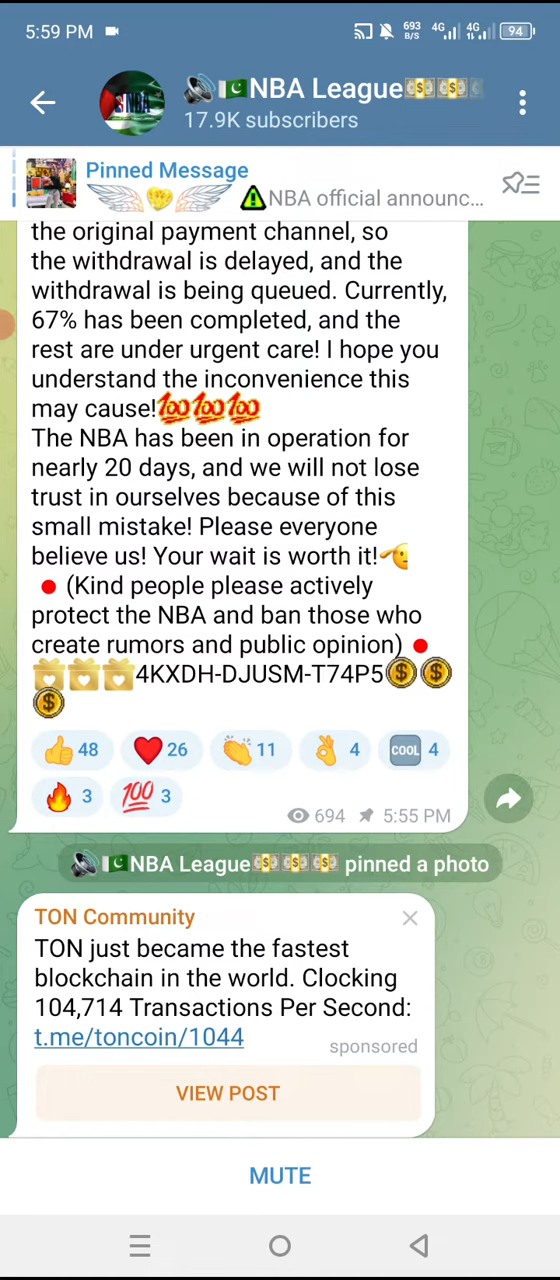 5:59 PM
693 B/S 4G 4G 94
NBA League
17.9K subscribers
Pinned Message
NBA official announc...
the original payment channel, so
the withdrawal is delayed, and the
withdrawal is being queued. Currently,
67% has been completed, and the
rest are under urgent care! I hope you
understand the inconvenience this
may cause!💯💯💯
The NBA has been in operation for
nearly 20 days, and we will not lose
trust in ourselves because of this
small mistake! Please everyone
believe us! Your wait is worth it!🫡
🔴 (Kind people please actively
protect the NBA and ban those who
create rumors and public opinion)🔴
4KXDH-DJUSM-T74P5
👍 48 ❤️ 26 👏 11 👌 4 COOL 4
🔥 3 💯 3
694 5:55 PM
NBA League pinned a photo
TON Community
TON just became the fastest
blockchain in the world. Clocking
104,714 Transactions Per Second:
t.me/toncoin/1044
sponsored
VIEW POST
MUTE